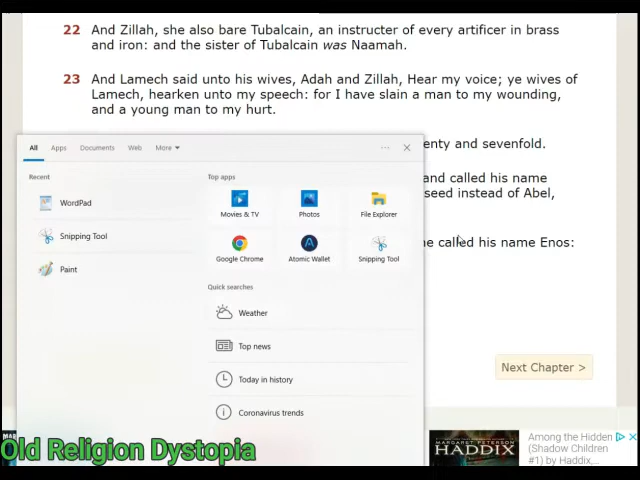 22 And Zillah, she also bare Tubalcain, an instructer of every artificer in brass
and iron: and the sister of Tubalcain was Naamah.
23 And Lamech said unto his wives, Adah and Zillah, Hear my voice; ye wives of
Lamech, hearken unto my speech: for I have slain a man to my wounding,
and a young man to my hurt.
enty and sevenfold.
and called his name
seed instead of Abel,
he called his name Enos:
All Apps Documents Web More
Recent
WordPad
Snipping Tool
Paint
Top apps
Movies & TV Photos File Explorer
Google Chrome Atomic Wallet Snipping Tool
Quick searches
Weather
Top news
Today in history
Coronavirus trends
Next Chapter >
Old Religion Dystopia
MARGARET PETERSON
HADDIX
Among the Hidden
(Shadow Children
#1) by Haddix,